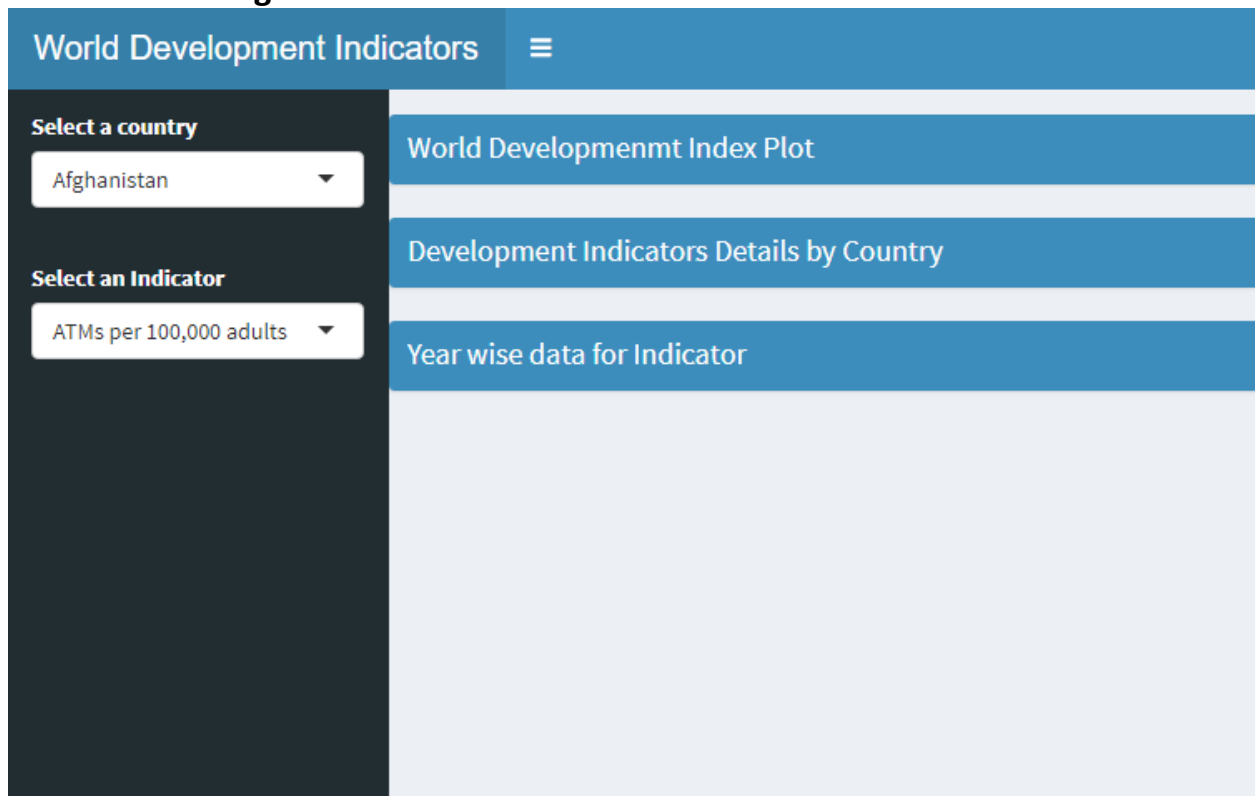 World Development Indicators
Select a country
Afghanistan
Select an Indicator
ATMs per 100,000 adults
World Developmenmt Index Plot
Development Indicators Details by Country
Year wise data for Indicator